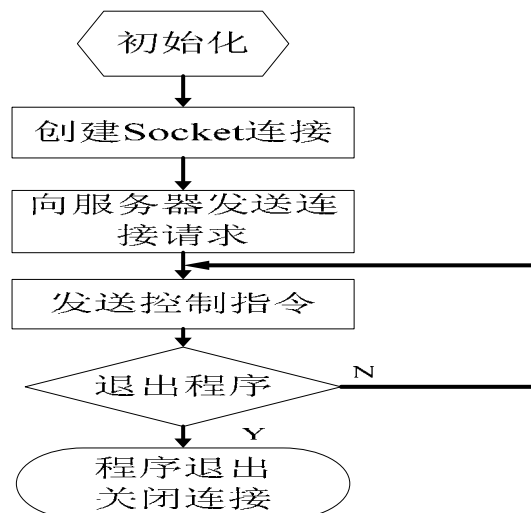 初始化
创建Socket连接
向服务器发送连
接请求
发送控制指令
退出程序
N
Y
程序退出
关闭连接